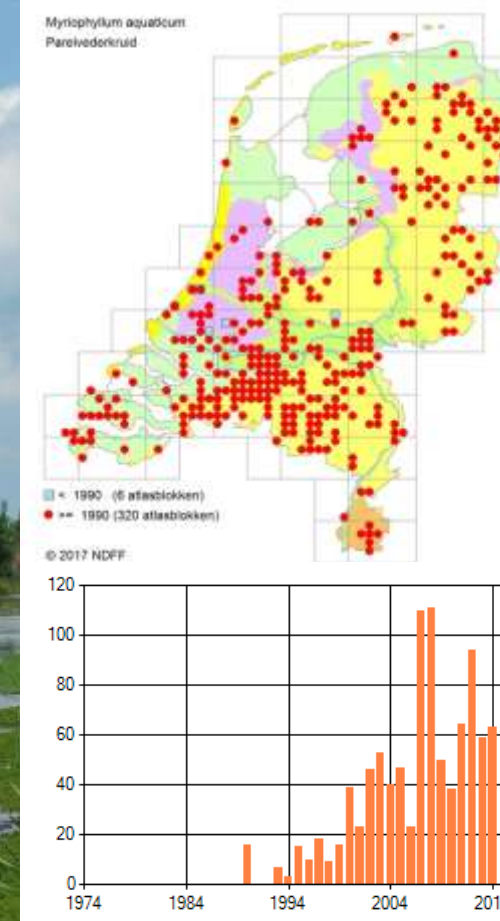 Myriophyllum aquaticum
Parelvederkruid
< 1990 (6 atlasblokken)
>= 1990 (320 atlasblokken)
© 2017 NDFF
120
100
80
60
40
20
0
1974 1984 1994 2004 201